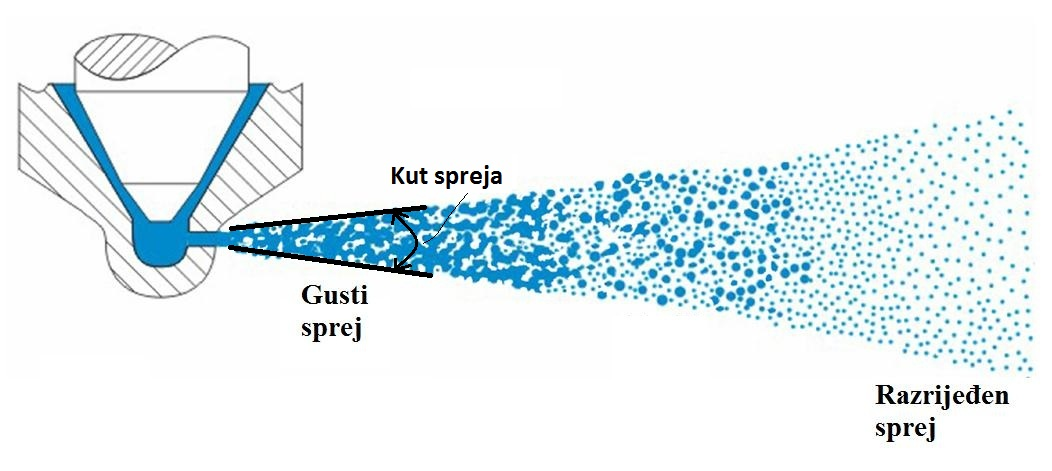 Kut spreja
Gusti
sprej
Razrijeđen
sprej